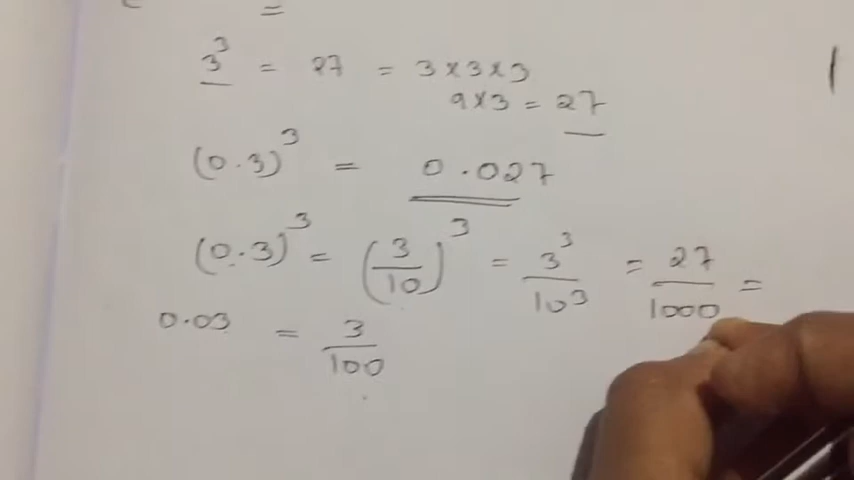 =
3³ = 27 = 3×3×3
9×3 = 27
(0.3)³ = 0.027
(0.3)³ = (3/10)³ = 3³/10³ = 27/1000 =
0.03 = 3/100